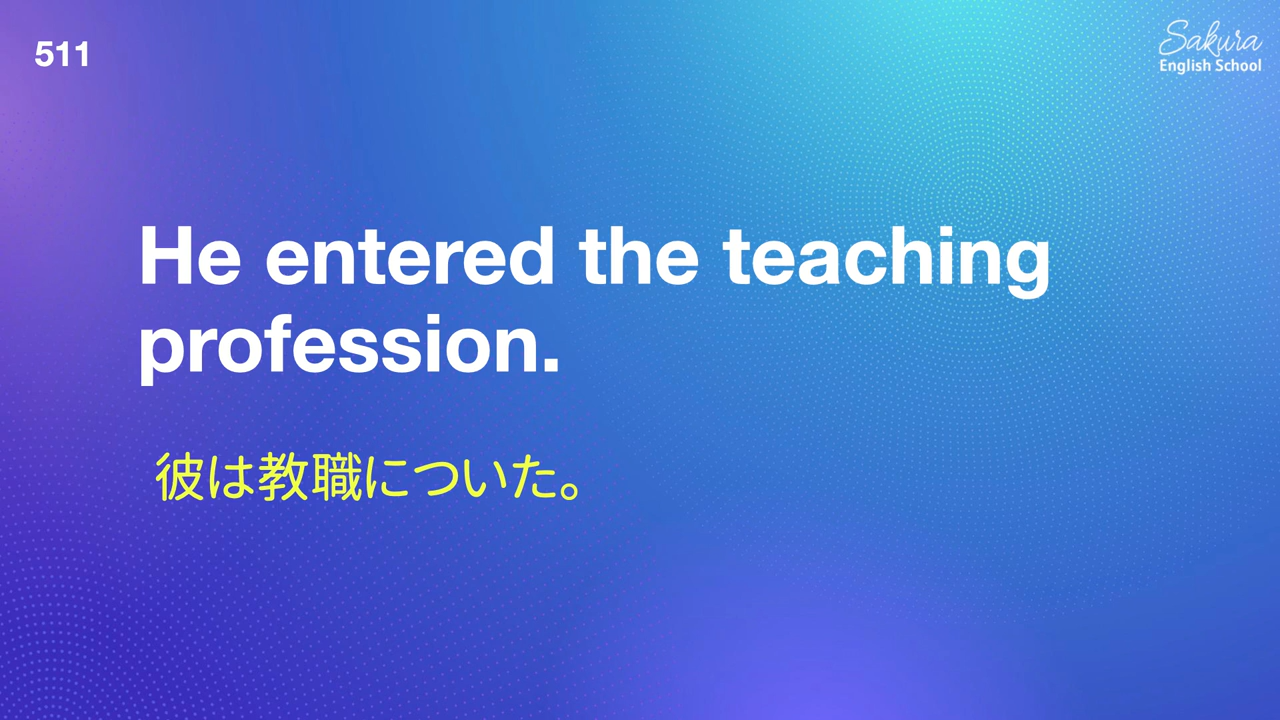 511
Sakura
English School
He entered the teaching
profession.
彼は教職についた。